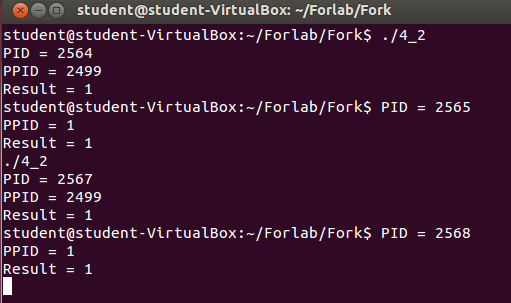 student@student-VirtualBox: ~/Forlab/Fork
student@student-VirtualBox:~/Forlab/Fork$ ./4_2
PID = 2564
PPID = 2499
Result = 1
student@student-VirtualBox:~/Forlab/Fork$ PID = 2565
PPID = 1
Result = 1
./4_2
PID = 2567
PPID = 2499
Result = 1
student@student-VirtualBox:~/Forlab/Fork$ PID = 2568
PPID = 1
Result = 1